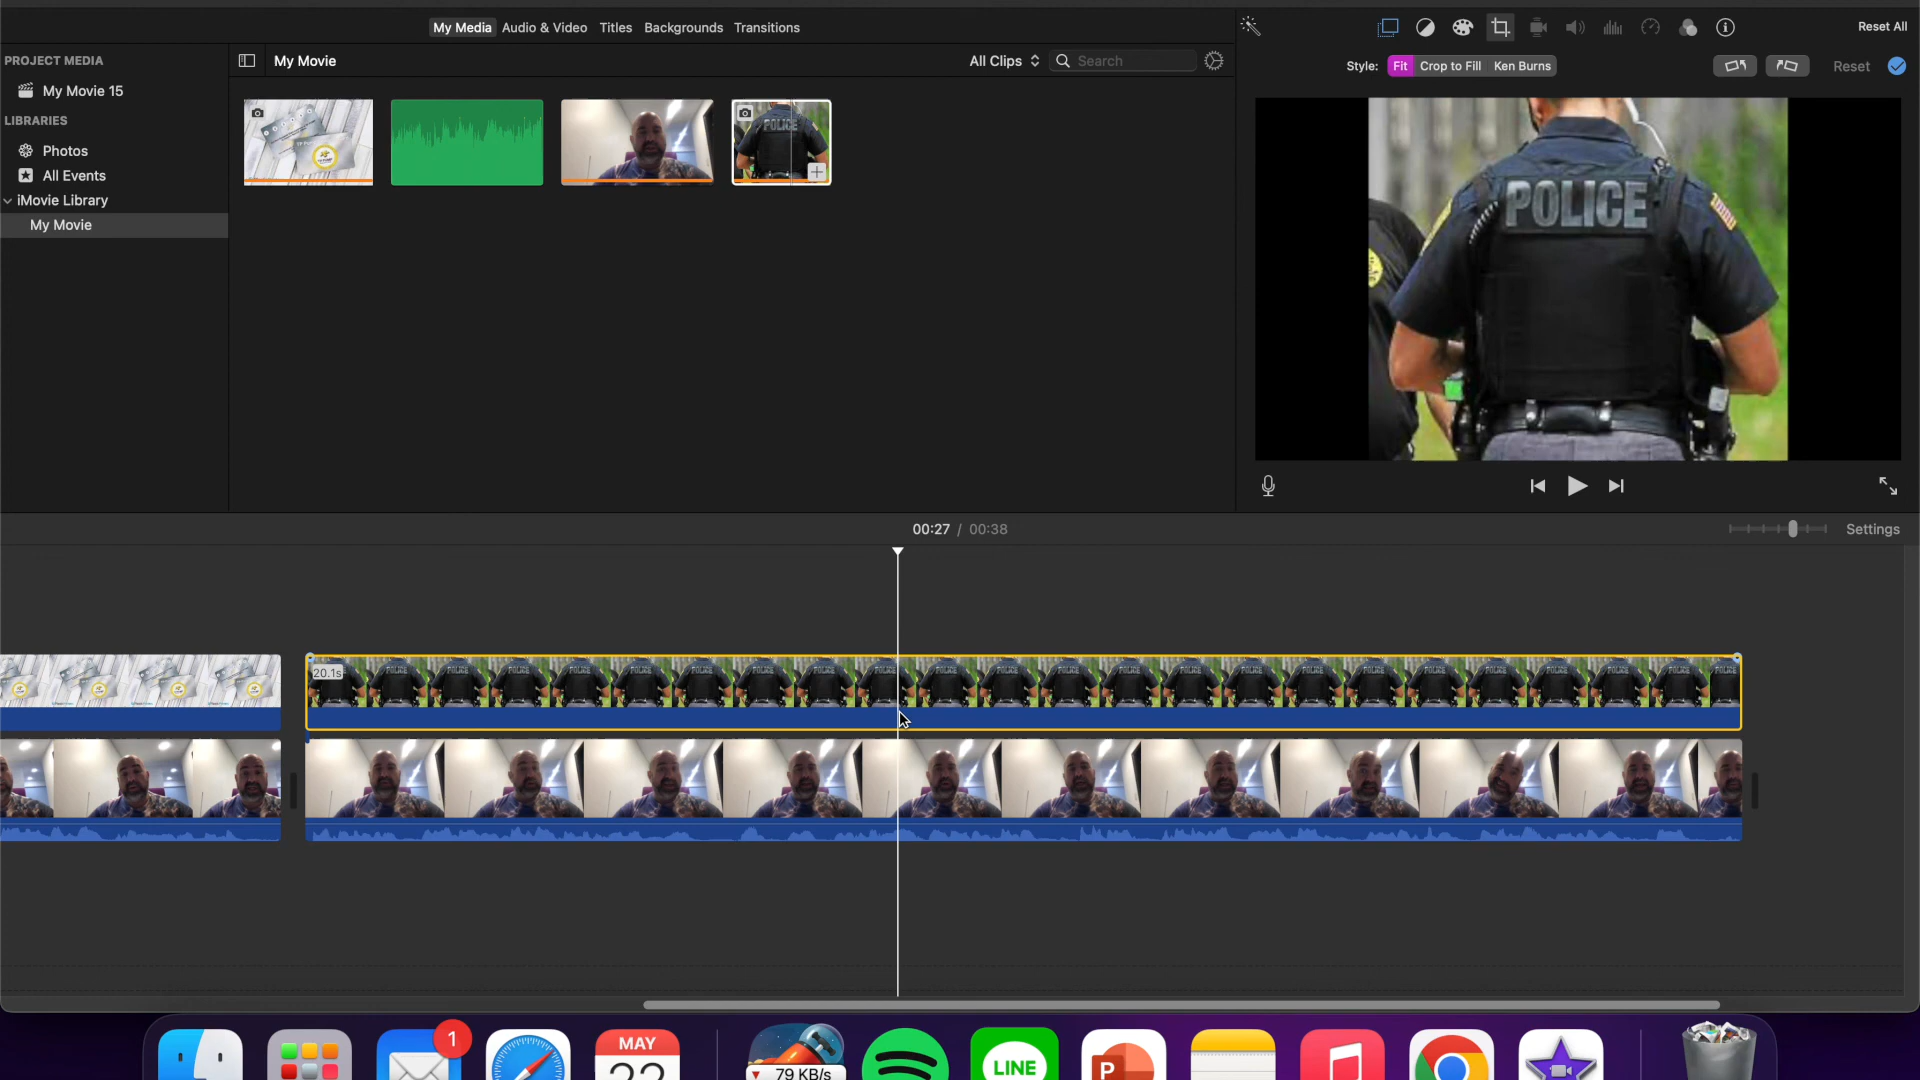 My Media Audio & Video Titles Backgrounds Transitions
Reset All
PROJECT MEDIA
My Movie 15
LIBRARIES
Photos
All Events
iMovie Library
My Movie
My Movie
All Clips
Search
Style: Fit Crop to Fill Ken Burns
Reset
POLICE
POLICE
00:27 / 00:38
Settings
20.1s
1
MAY
22
79 KB/s
LINE
P